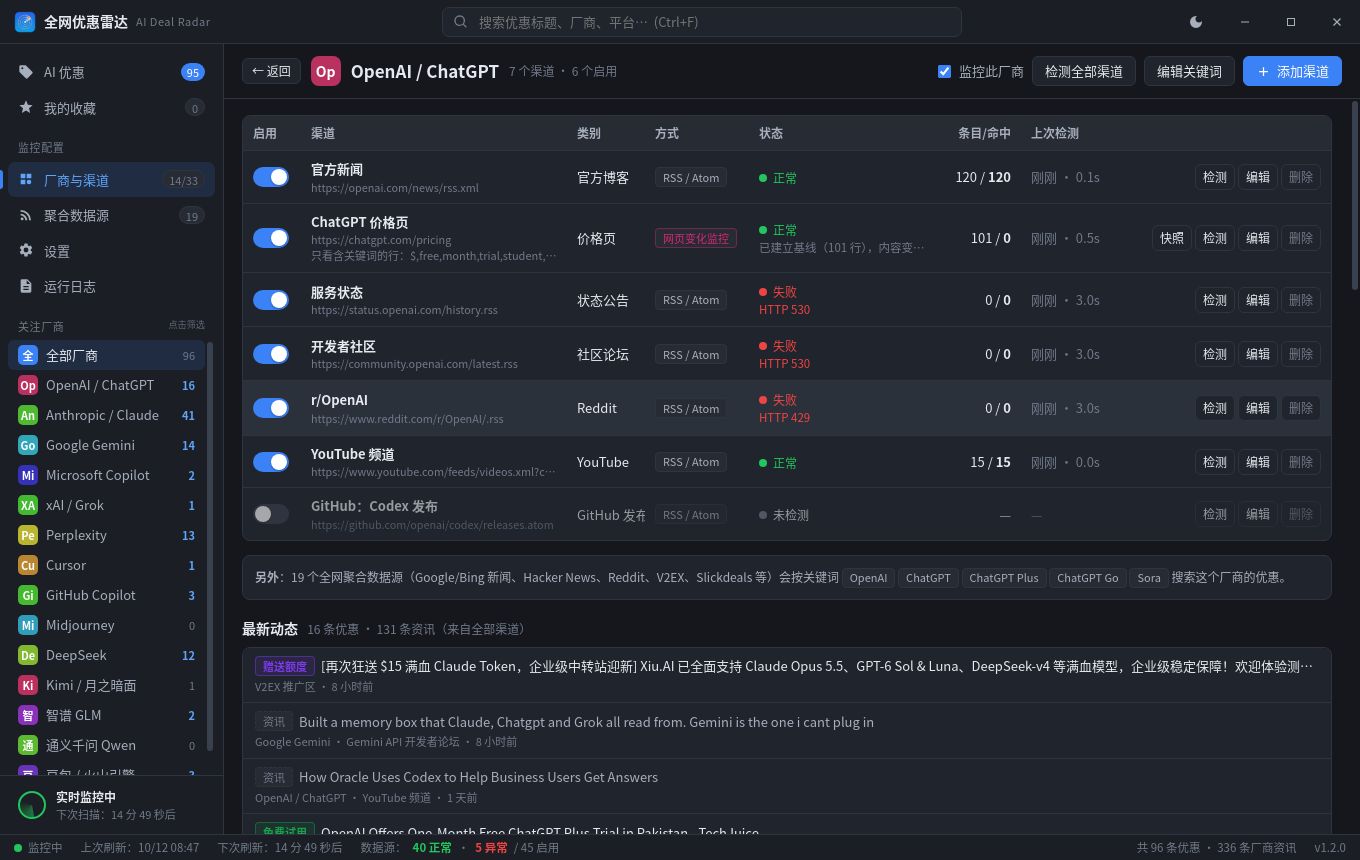 全网优惠雷达 AI Deal Radar
搜索优惠标题、厂商、平台… (Ctrl+F)
AI 优惠 95
我的收藏 0
监控配置
厂商与渠道 14/33
聚合数据源 19
设置
运行日志
关注厂商 点击筛选
全 全部厂商 96
Op OpenAI / ChatGPT 16
An Anthropic / Claude 41
Go Google Gemini 14
Mi Microsoft Copilot 2
XA xAI / Grok 1
Pe Perplexity 13
Cu Cursor 1
Gi GitHub Copilot 3
Mi Midjourney 0
De DeepSeek 12
Ki Kimi / 月之暗面 1
智 智谱 GLM 2
通 通义千问 Qwen 0
豆 豆包 / 火山引擎 3
实时监控中
下次扫描：14 分 49 秒后
← 返回 Op OpenAI / ChatGPT 7 个渠道 · 6 个启用 监控此厂商 检测全部渠道 编辑关键词 ＋ 添加渠道
启用 渠道 类别 方式 状态 条目/命中 上次检测
官方新闻
https://openai.com/news/rss.xml
官方博客 RSS / Atom 正常 120 / 120 刚刚 · 0.1s 检测 编辑 删除
ChatGPT 价格页
https://chatgpt.com/pricing
只看含关键词的行：$,free,month,trial,student,…
价格页 网页变化监控 正常
已建立基线（101 行），内容变…
101 / 0 刚刚 · 0.5s 快照 检测 编辑 删除
服务状态
https://status.openai.com/history.rss
状态公告 RSS / Atom 失败
HTTP 530
0 / 0 刚刚 · 3.0s 检测 编辑 删除
开发者社区
https://community.openai.com/latest.rss
社区论坛 RSS / Atom 失败
HTTP 530
0 / 0 刚刚 · 3.0s 检测 编辑 删除
r/OpenAI
https://www.reddit.com/r/OpenAI/.rss
Reddit RSS / Atom 失败
HTTP 429
0 / 0 刚刚 · 3.0s 检测 编辑 删除
YouTube 频道
https://www.youtube.com/feeds/videos.xml?c…
YouTube RSS / Atom 正常 15 / 15 刚刚 · 0.0s 检测 编辑 删除
GitHub：Codex 发布
https://github.com/openai/codex/releases.atom
GitHub 发布 RSS / Atom 未检测 — — 检测 编辑 删除
另外：19 个全网聚合数据源（Google/Bing 新闻、Hacker News、Reddit、V2EX、Slickdeals 等）会按关键词 OpenAI ChatGPT ChatGPT Plus ChatGPT Go Sora 搜索这个厂商的优惠。
最新动态 16 条优惠 · 131 条资讯（来自全部渠道）
赠送额度 [再次狂送 $15 满血 Claude Token，企业级中转站迎新] Xiu.AI 已全面支持 Claude Opus 5.5、GPT-6 Sol & Luna、DeepSeek-v4 等满血模型，企业级稳定保障！欢迎体验测…
V2EX 推广区 · 8 小时前
资讯 Built a memory box that Claude, Chatgpt and Grok all read from. Gemini is the one i cant plug in
Google Gemini · Gemini API 开发者论坛 · 8 小时前
资讯 How Oracle Uses Codex to Help Business Users Get Answers
OpenAI / ChatGPT · YouTube 频道 · 1 天前
免费试用 OpenAI Offers One-Month Free ChatGPT Plus Trial in Pakistan - TechJuice
监控中 上次刷新：10/12 08:47 下次刷新：14 分 49 秒后 数据源： 40 正常 · 5 异常 / 45 启用 共 96 条优惠 · 336 条厂商资讯 v1.2.0